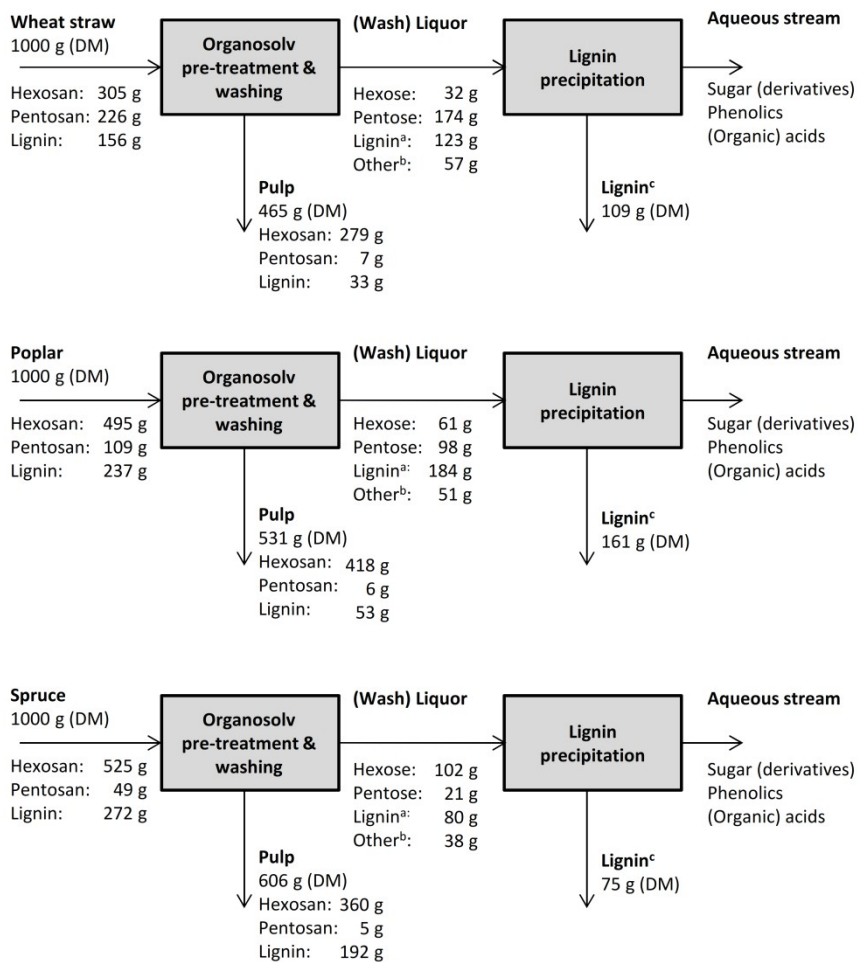 Wheat straw
1000 g (DM)
Hexosan: 305 g
Pentosan: 226 g
Lignin: 156 g
Organosolv
pre-treatment &
washing
(Wash) Liquor
Hexose: 32 g
Pentose: 174 g
Ligninᵃ: 123 g
Otherᵇ: 57 g
Pulp
465 g (DM)
Hexosan: 279 g
Pentosan: 7 g
Lignin: 33 g
Lignin
precipitation
Ligninᶜ
109 g (DM)
Aqueous stream
Sugar (derivatives)
Phenolics
(Organic) acids
Poplar
1000 g (DM)
Hexosan: 495 g
Pentosan: 109 g
Lignin: 237 g
Organosolv
pre-treatment &
washing
(Wash) Liquor
Hexose: 61 g
Pentose: 98 g
Ligninᵃ: 184 g
Otherᵇ: 51 g
Pulp
531 g (DM)
Hexosan: 418 g
Pentosan: 6 g
Lignin: 53 g
Lignin
precipitation
Ligninᶜ
161 g (DM)
Aqueous stream
Sugar (derivatives)
Phenolics
(Organic) acids
Spruce
1000 g (DM)
Hexosan: 525 g
Pentosan: 49 g
Lignin: 272 g
Organosolv
pre-treatment &
washing
(Wash) Liquor
Hexose: 102 g
Pentose: 21 g
Ligninᵃ: 80 g
Otherᵇ: 38 g
Pulp
606 g (DM)
Hexosan: 360 g
Pentosan: 5 g
Lignin: 192 g
Lignin
precipitation
Ligninᶜ
75 g (DM)
Aqueous stream
Sugar (derivatives)
Phenolics
(Organic) acids